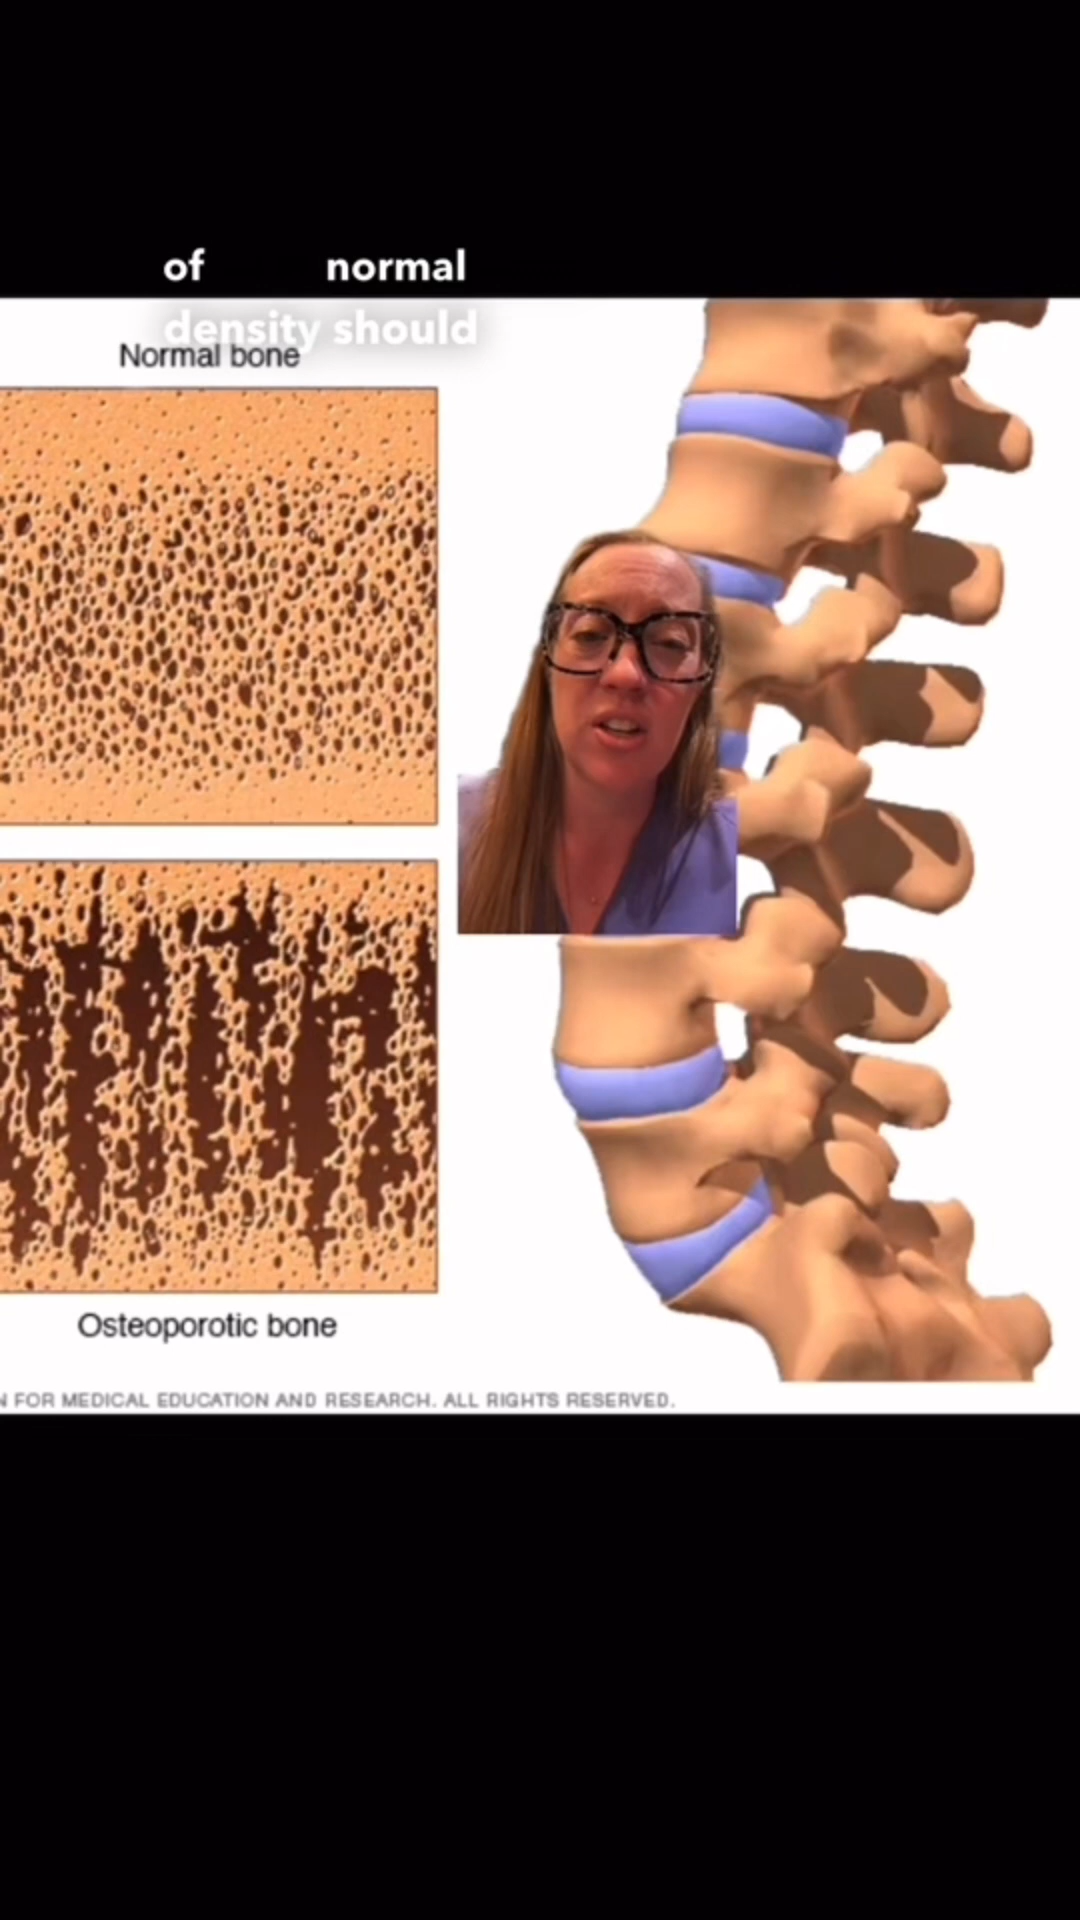 of normal
density should
Normal bone
Osteoporotic bone
N FOR MEDICAL EDUCATION AND RESEARCH. ALL RIGHTS RESERVED.